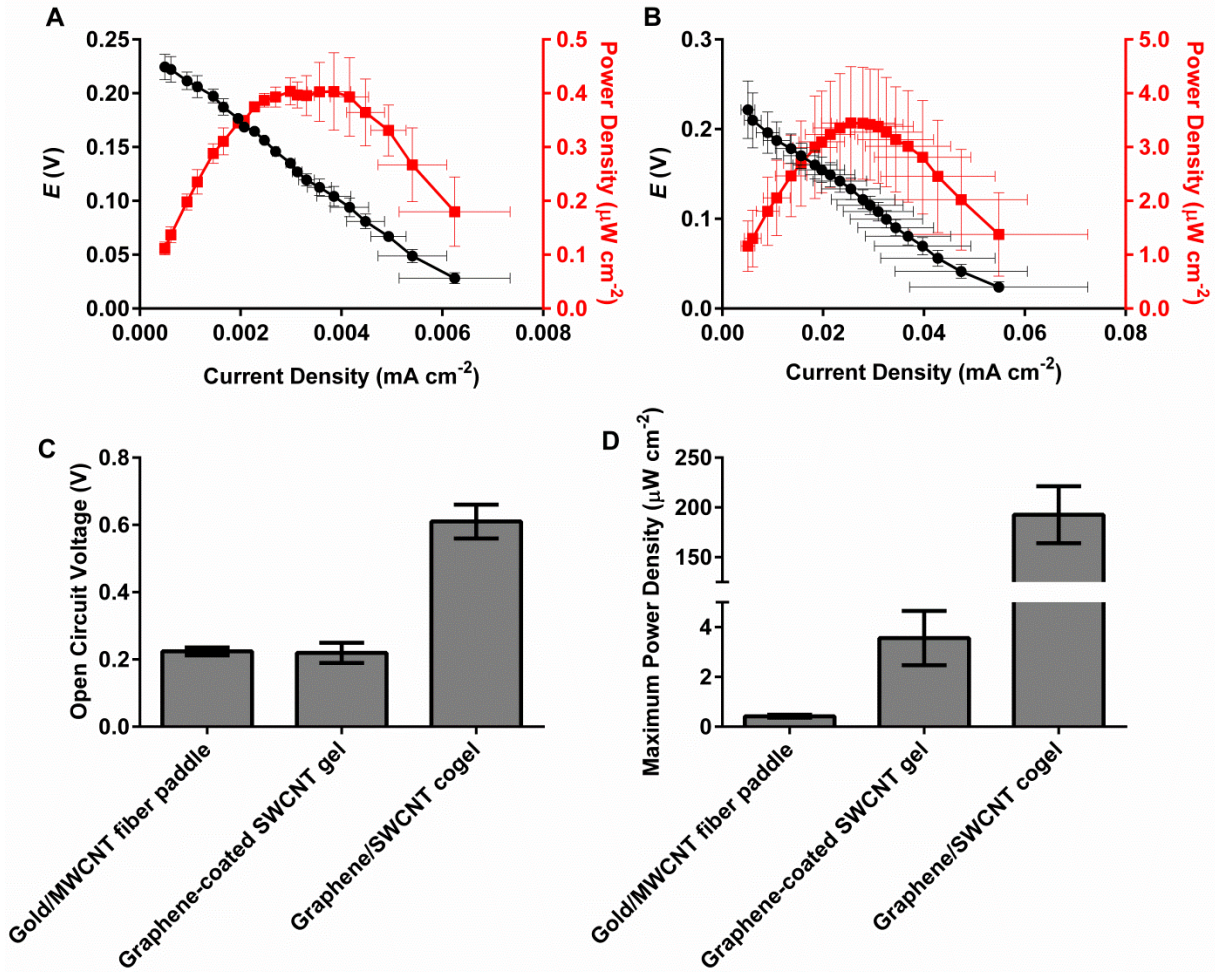 A
0.25
0.20
0.15
0.10
0.05
0.00
E (V)
0.5
0.4
0.3
0.2
0.1
0.0
Power Density (μW cm-2)
0.000
0.002
0.004
0.006
0.008
Current Density (mA cm-2)
B
0.3
0.2
0.1
0.0
E (V)
5.0
4.0
3.0
2.0
1.0
0.0
Power Density (μW cm-2)
0.00
0.02
0.04
0.06
0.08
Current Density (mA cm-2)
C
0.8
0.6
0.4
0.2
0.0
Open Circuit Voltage (V)
Gold/MWCNT fiber paddle
Graphene-coated SWCNT gel
Graphene/SWCNT cogel
D
250
200
150
4
2
0
Maximum Power Density (μW cm-2)
Gold/MWCNT fiber paddle
Graphene-coated SWCNT gel
Graphene/SWCNT cogel